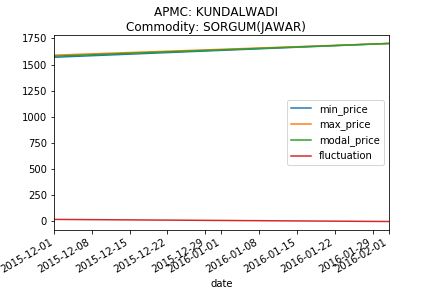 APMC: KUNDALWADI
Commodity: SORGUM(JAWAR)
1750
1500
1250
1000
750
500
250
0
min_price
max_price
modal_price
fluctuation
2015-12-01
2015-12-08
2015-12-15
2015-12-22
2015-12-29
2016-01-01
2016-01-08
2016-01-15
2016-01-22
2016-01-29
2016-02-01
date